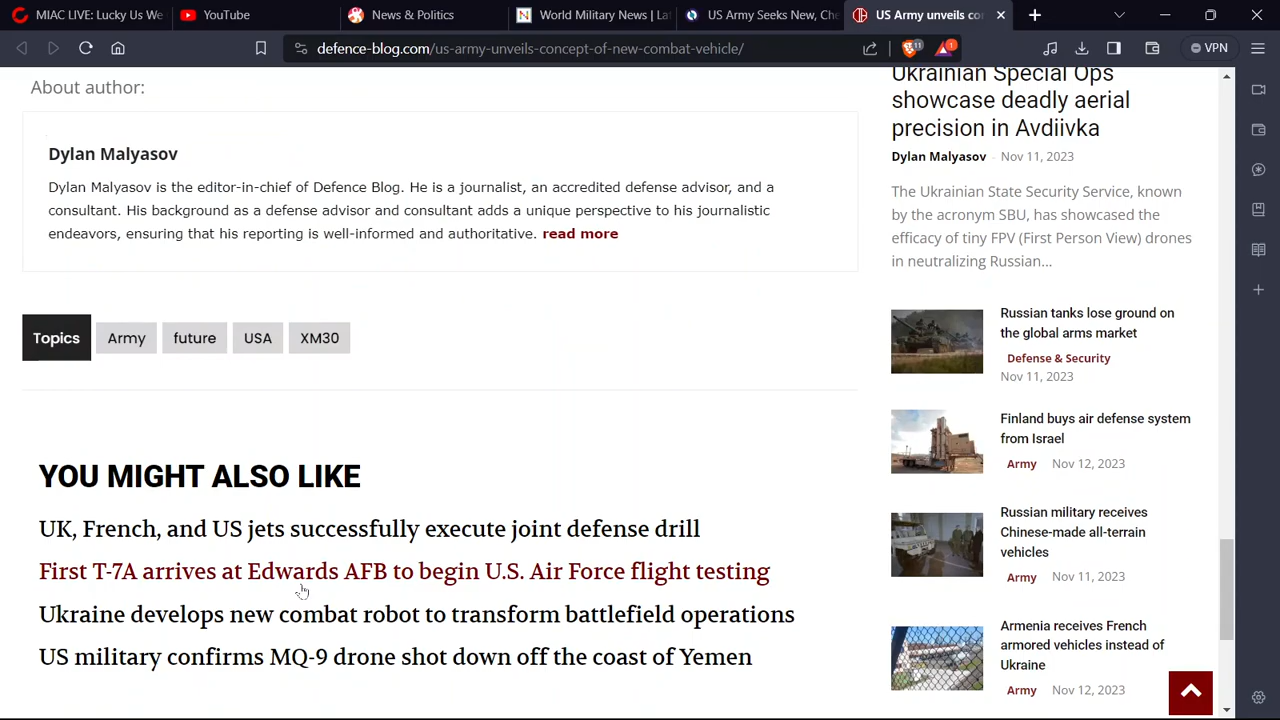 MIAC LIVE: Lucky Us We
YouTube
News & Politics
World Military News | Lat
US Army Seeks New, Che
US Army unveils co
defence-blog.com/us-army-unveils-concept-of-new-combat-vehicle/
11
1
VPN
About author:
Dylan Malyasov
Dylan Malyasov is the editor-in-chief of Defence Blog. He is a journalist, an accredited defense advisor, and a
consultant. His background as a defense advisor and consultant adds a unique perspective to his journalistic
endeavors, ensuring that his reporting is well-informed and authoritative. read more
Topics
Army
future
USA
XM30
YOU MIGHT ALSO LIKE
UK, French, and US jets successfully execute joint defense drill
First T-7A arrives at Edwards AFB to begin U.S. Air Force flight testing
Ukraine develops new combat robot to transform battlefield operations
US military confirms MQ-9 drone shot down off the coast of Yemen
Ukrainian Special Ops
showcase deadly aerial
precision in Avdiivka
Dylan Malyasov - Nov 11, 2023
The Ukrainian State Security Service, known
by the acronym SBU, has showcased the
efficacy of tiny FPV (First Person View) drones
in neutralizing Russian...
Russian tanks lose ground on
the global arms market
Defense & Security
Nov 11, 2023
Finland buys air defense system
from Israel
Army Nov 12, 2023
Russian military receives
Chinese-made all-terrain
vehicles
Army Nov 11, 2023
Armenia receives French
armored vehicles instead of
Ukraine
Army Nov 12, 2023